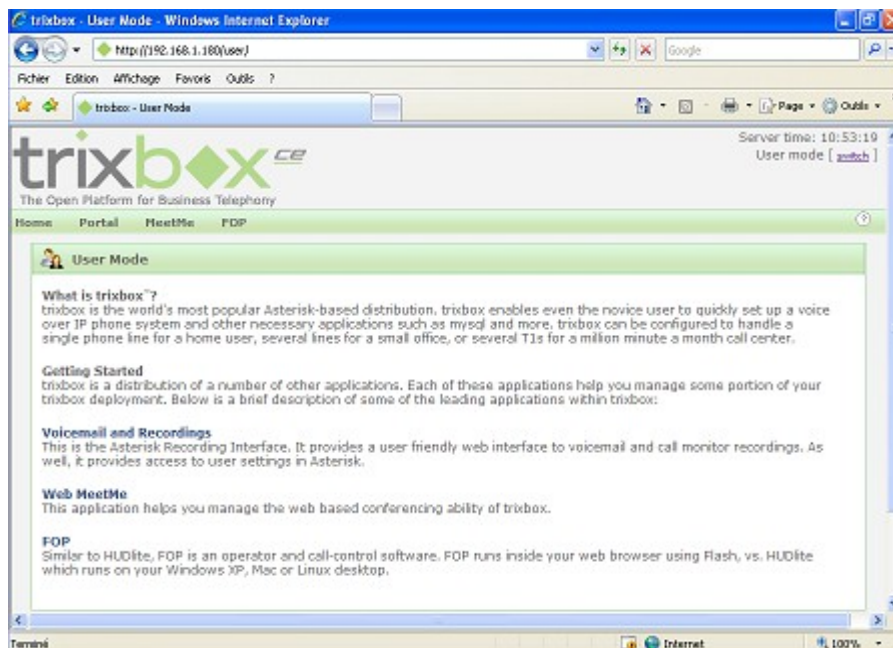 trixbox - User Mode - Windows Internet Explorer
http://192.168.1.180/user/
Google
Fichier Edition Affichage Favoris Outils ?
trixbox - User Mode
Page Outils
Server time: 10:53:19
User mode [ switch ]
trixbox ce
The Open Platform for Business Telephony
Home Portal MeetMe FOP
User Mode
What is trixbox™?
trixbox is the world's most popular Asterisk-based distribution. trixbox enables even the novice user to quickly set up a voice
over IP phone system and other necessary applications such as mysql and more. trixbox can be configured to handle a
single phone line for a home user, several lines for a small office, or several T1s for a million minute a month call center.
Getting Started
trixbox is a distribution of a number of other applications. Each of these applications help you manage some portion of your
trixbox deployment. Below is a brief description of some of the leading applications within trixbox:
Voicemail and Recordings
This is the Asterisk Recording Interface. It provides a user friendly web interface to voicemail and call monitor recordings. As
well, it provides access to user settings in Asterisk.
Web MeetMe
This application helps you manage the web based conferencing ability of trixbox.
FOP
Similar to HUDlite, FOP is an operator and call-control software. FOP runs inside your web browser using Flash, vs. HUDlite
which runs on your Windows XP, Mac or Linux desktop.
Terminé
Internet
100%